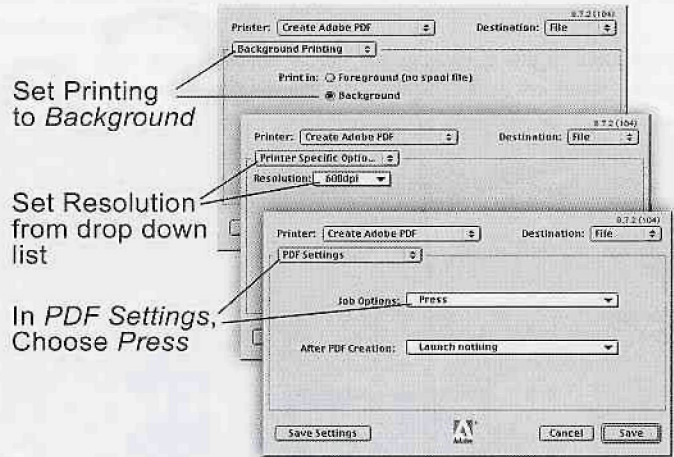 8.7.2 (104)
Printer: Create Adobe PDF Destination: File
Background Printing
Print in: Foreground (no spool file)
Background
Set Printing
to Background
8.7.2 (104)
Printer: Create Adobe PDF Destination: File
Printer Specific Optio...
Resolution: 600dpi
Set Resolution
from drop down
list
8.7.2 (104)
Printer: Create Adobe PDF Destination: File
PDF Settings
Job Options: Press
In PDF Settings,
Choose Press
After PDF Creation: Launch nothing
Save Settings Adobe Cancel Save